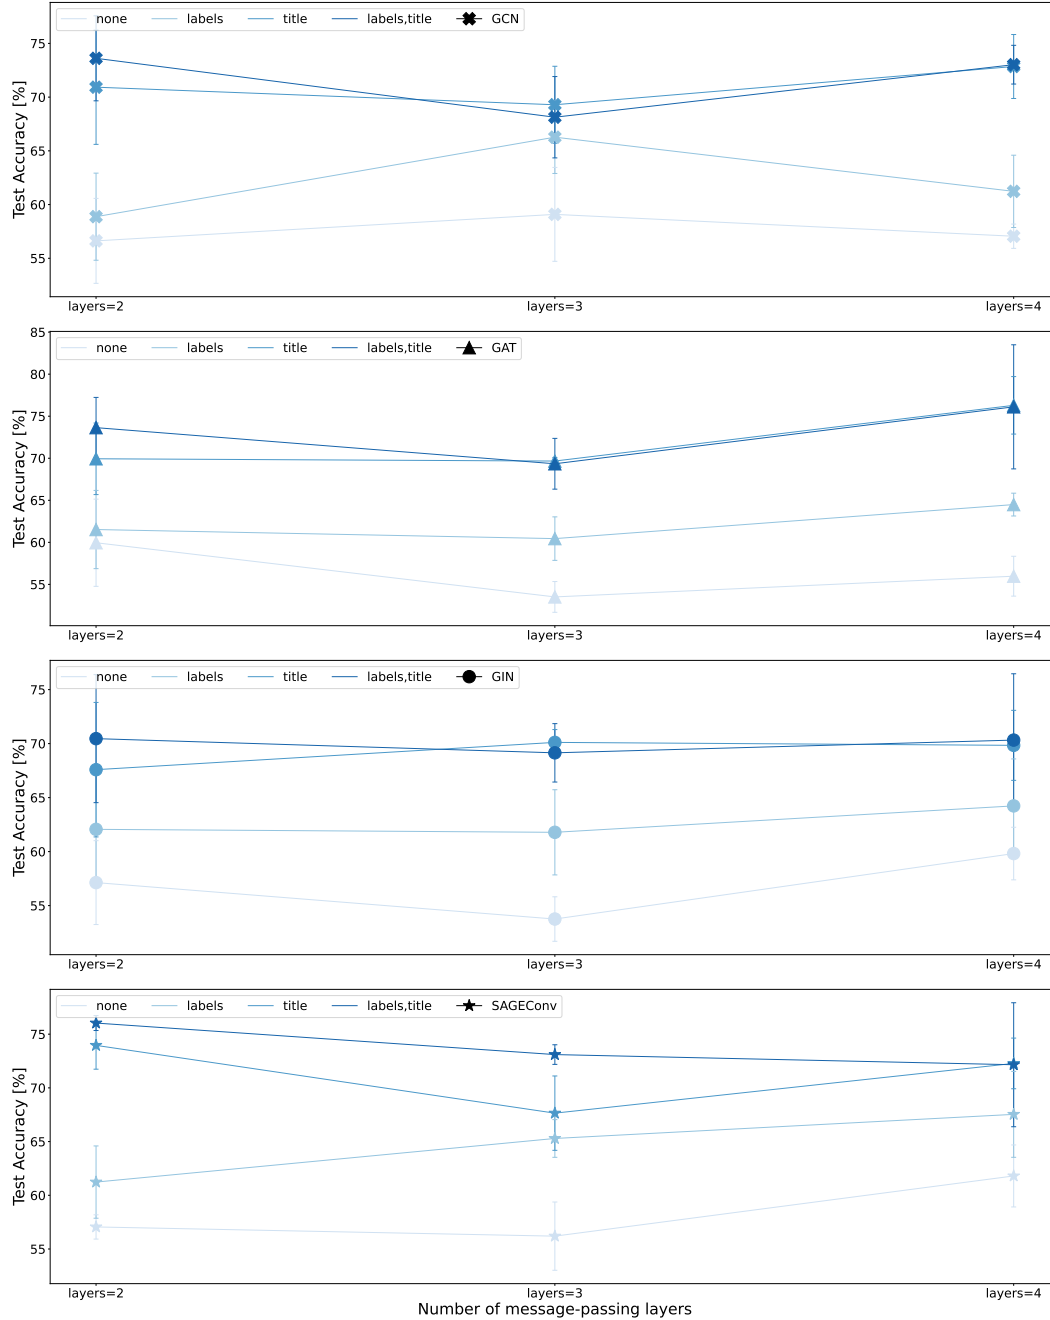 none labels title labels,title GCN
Test Accuracy [%]
75
70
65
60
55
layers=2 layers=3 layers=4
none labels title labels,title GAT
Test Accuracy [%]
85
80
75
70
65
60
55
layers=2 layers=3 layers=4
none labels title labels,title GIN
Test Accuracy [%]
75
70
65
60
55
layers=2 layers=3 layers=4
none labels title labels,title SAGEConv
Test Accuracy [%]
75
70
65
60
55
layers=2 layers=3 layers=4
Number of message-passing layers